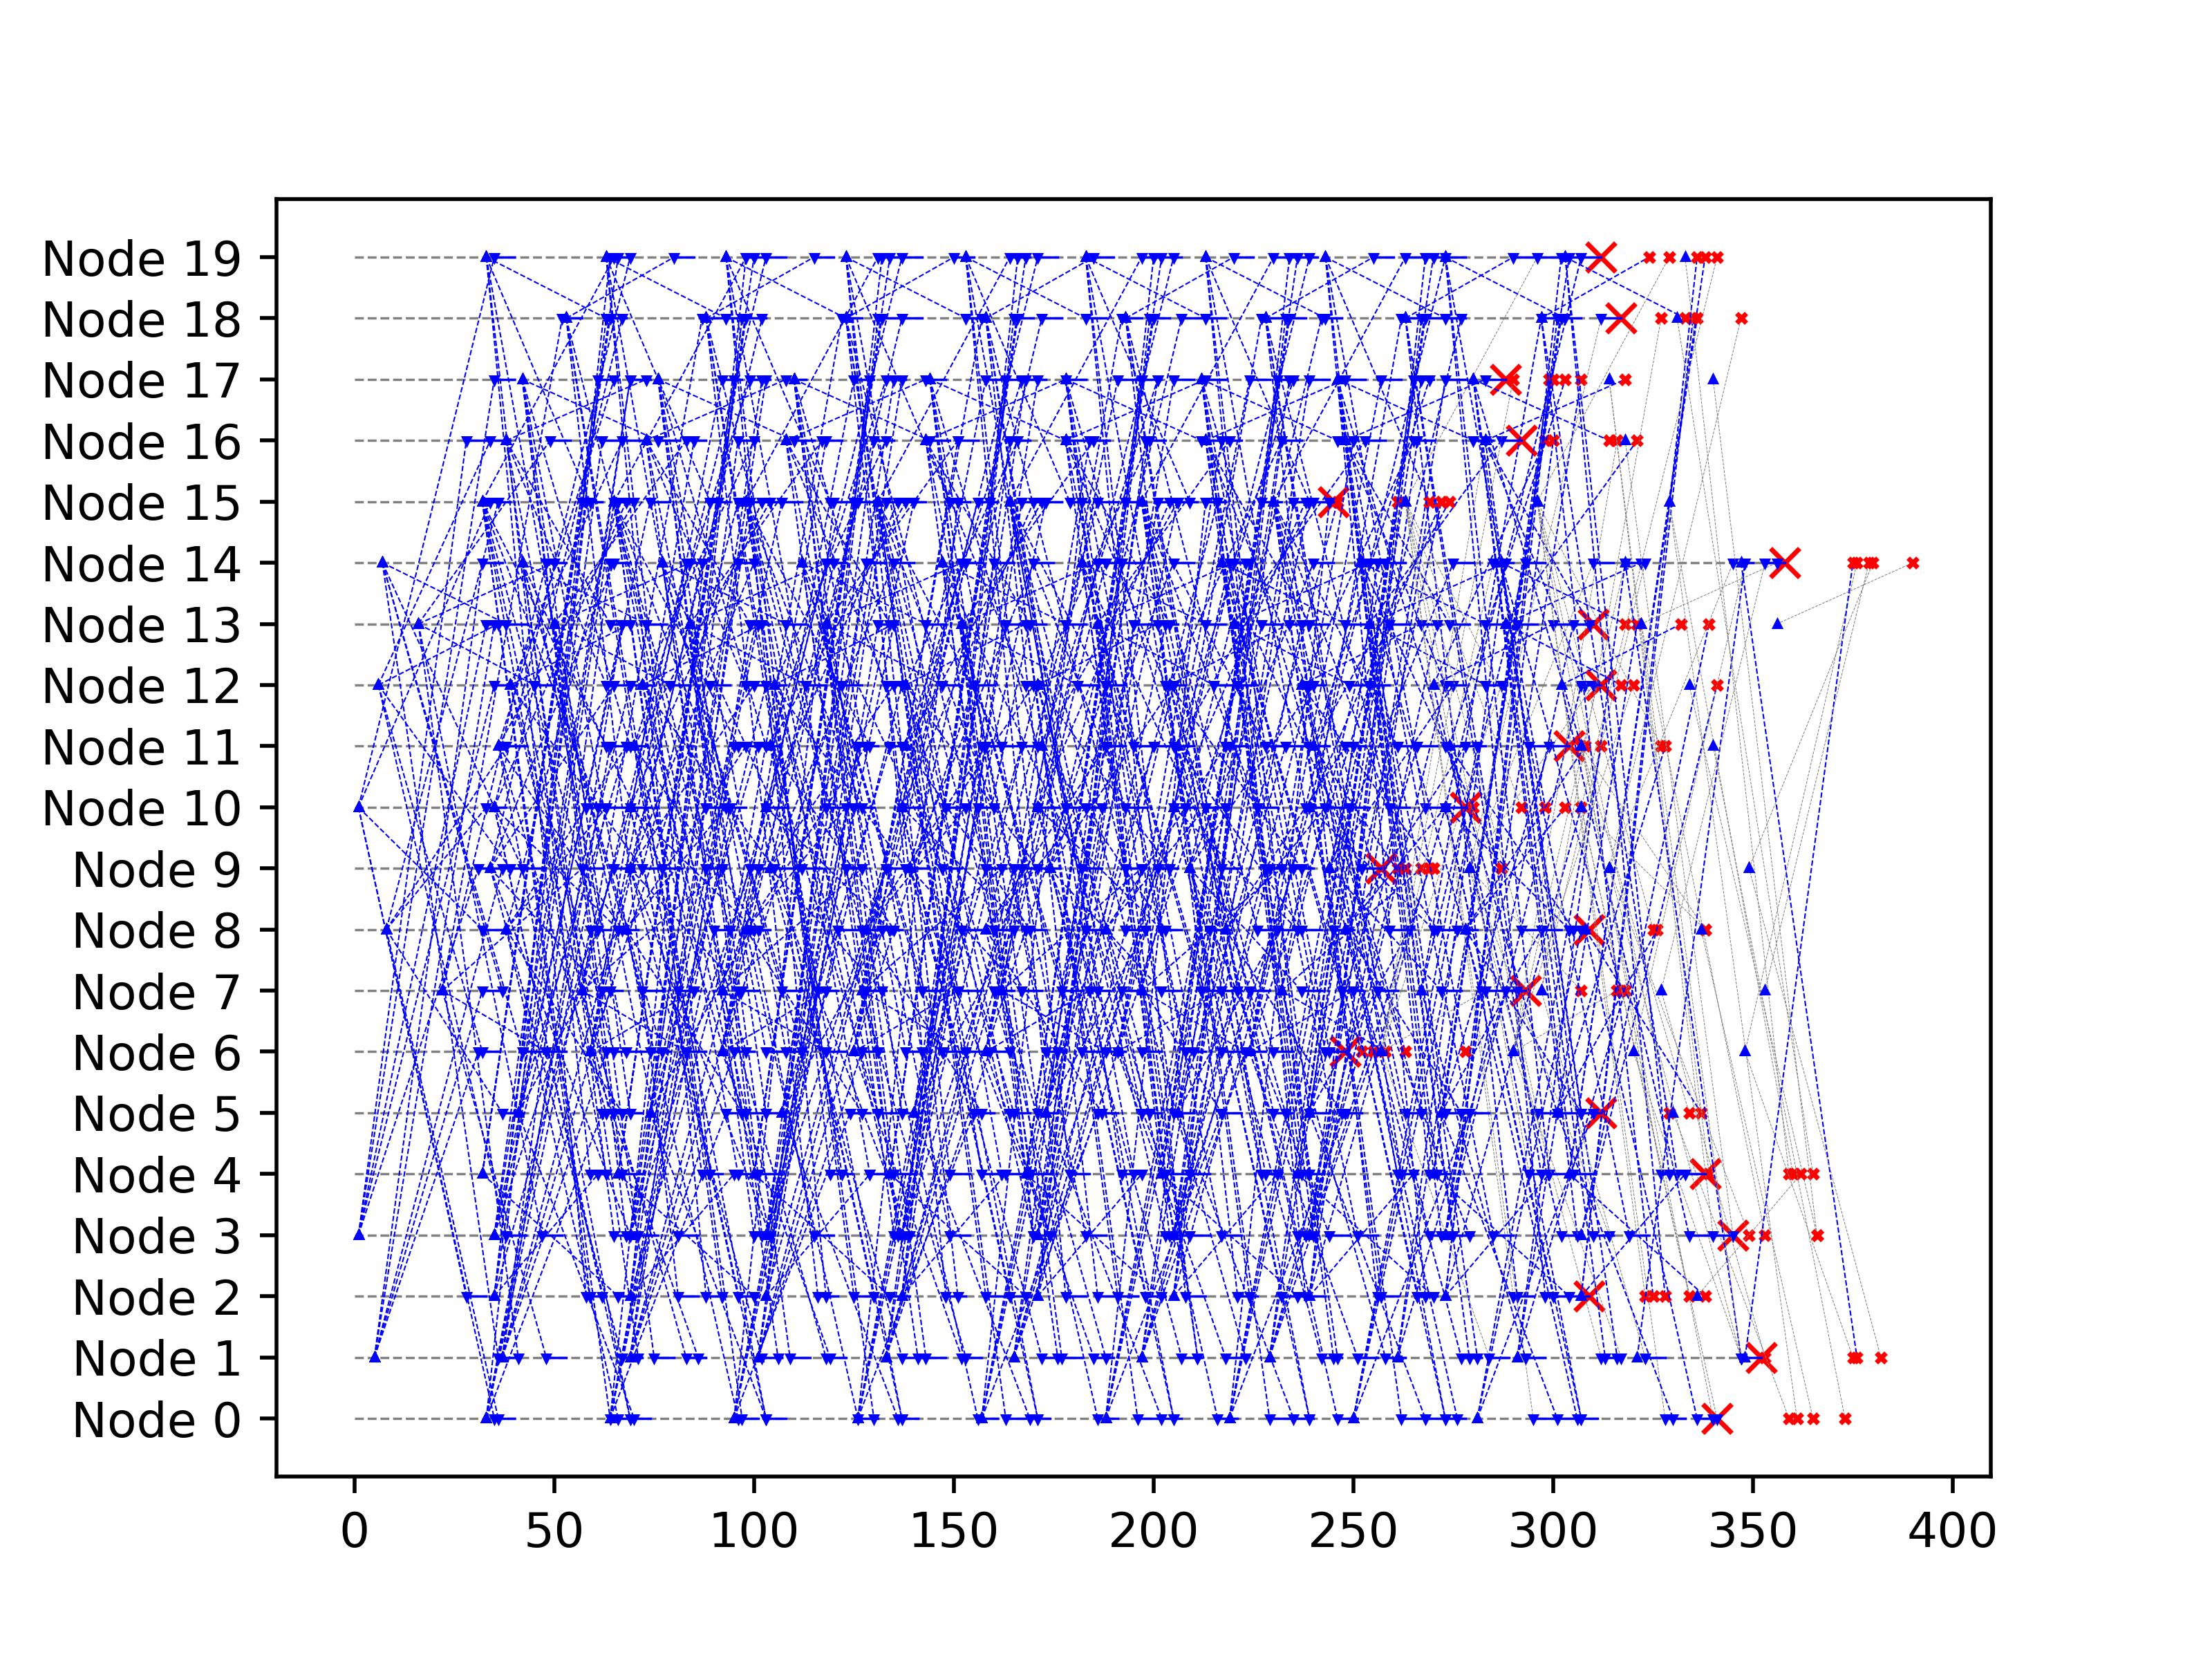 Node 19
Node 18
Node 17
Node 16
Node 15
Node 14
Node 13
Node 12
Node 11
Node 10
Node 9
Node 8
Node 7
Node 6
Node 5
Node 4
Node 3
Node 2
Node 1
Node 0
0 50 100 150 200 250 300 350 400